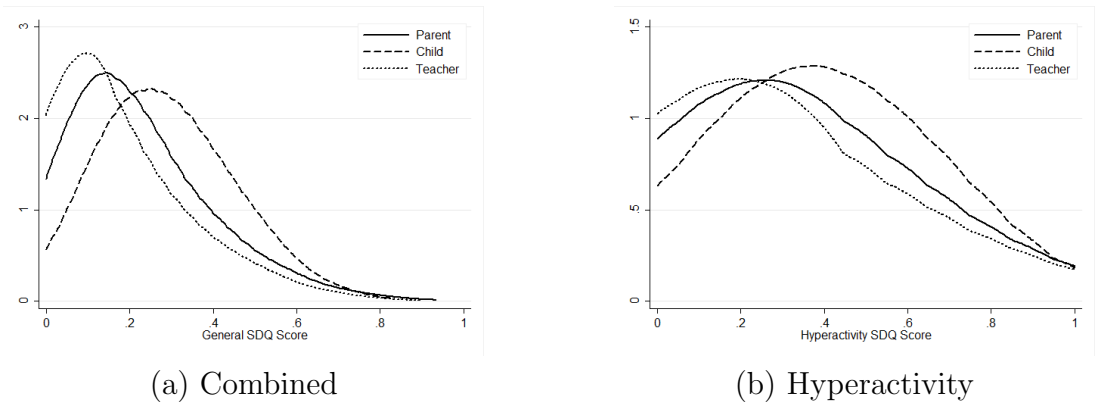 3
2
1
0
0
.2
.4
.6
.8
1
General SDQ Score
Parent
Child
Teacher
(a) Combined
1.5
1
.5
0
0
.2
.4
.6
.8
1
Hyperactivity SDQ Score
Parent
Child
Teacher
(b) Hyperactivity